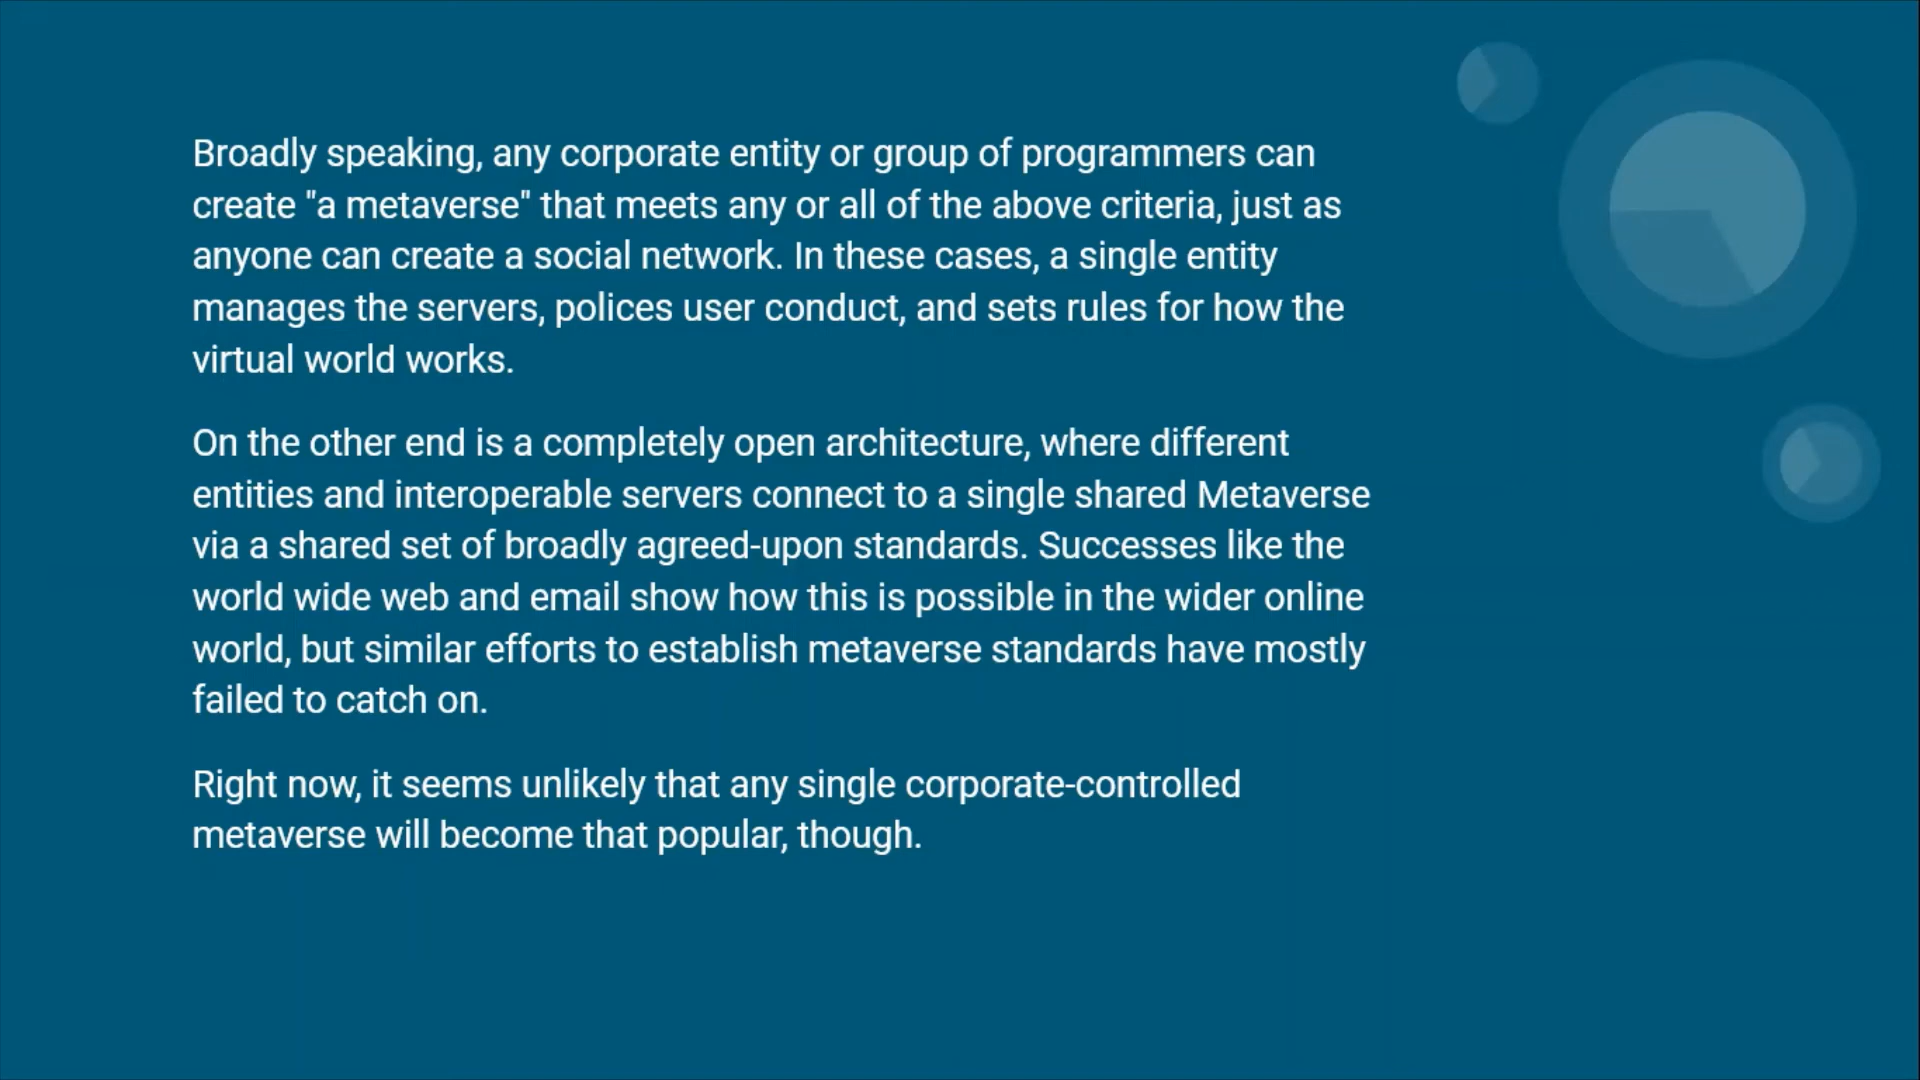 Broadly speaking, any corporate entity or group of programmers can
create "a metaverse" that meets any or all of the above criteria, just as
anyone can create a social network. In these cases, a single entity
manages the servers, polices user conduct, and sets rules for how the
virtual world works.
On the other end is a completely open architecture, where different
entities and interoperable servers connect to a single shared Metaverse
via a shared set of broadly agreed-upon standards. Successes like the
world wide web and email show how this is possible in the wider online
world, but similar efforts to establish metaverse standards have mostly
failed to catch on.
Right now, it seems unlikely that any single corporate-controlled
metaverse will become that popular, though.